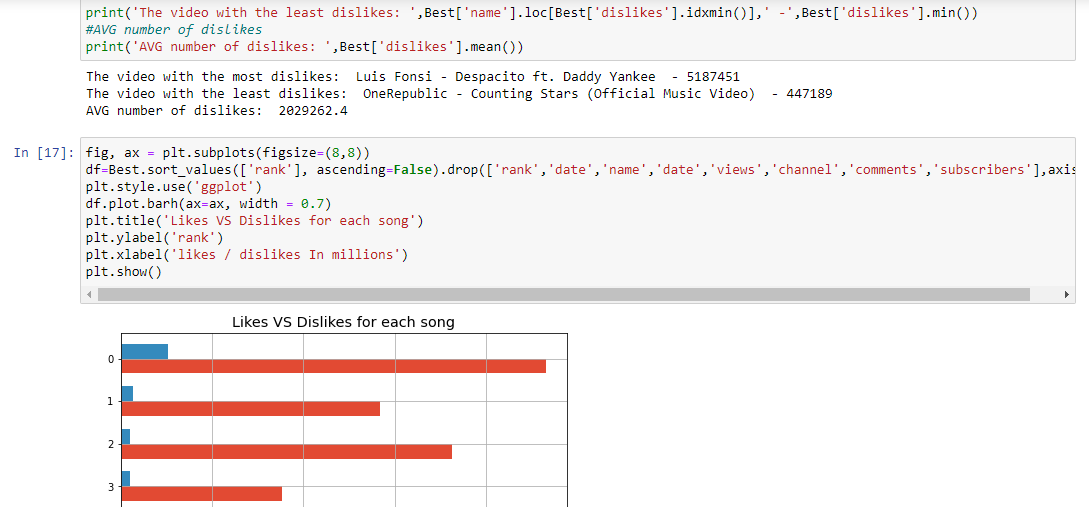 print('The video with the least dislikes: ',Best['name'].loc[Best['dislikes'].idxmin()],' -',Best['dislikes'].min())
#AVG number of dislikes
print('AVG number of dislikes: ',Best['dislikes'].mean())
The video with the most dislikes:  Luis Fonsi - Despacito ft. Daddy Yankee  - 5187451
The video with the least dislikes:  OneRepublic - Counting Stars (Official Music Video)  - 447189
AVG number of dislikes:  2029262.4
In [17]:
fig, ax = plt.subplots(figsize=(8,8))
df=Best.sort_values(['rank'], ascending=False).drop(['rank','date','name','date','views','channel','comments','subscribers'],axis
plt.style.use('ggplot')
df.plot.barh(ax=ax, width = 0.7)
plt.title('Likes VS Dislikes for each song')
plt.ylabel('rank')
plt.xlabel('likes / dislikes In millions')
plt.show()
Likes VS Dislikes for each song
0
1
2
3